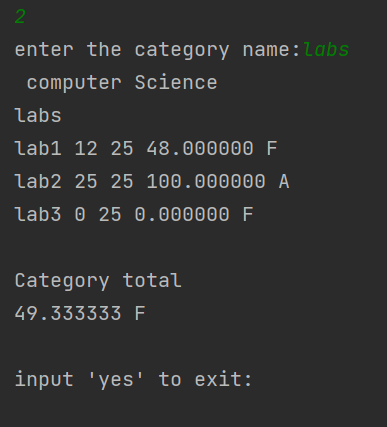 2
enter the category name:labs
computer Science
labs
lab1 12 25 48.000000 F
lab2 25 25 100.000000 A
lab3 0 25 0.000000 F
Category total
49.333333 F
input 'yes' to exit: